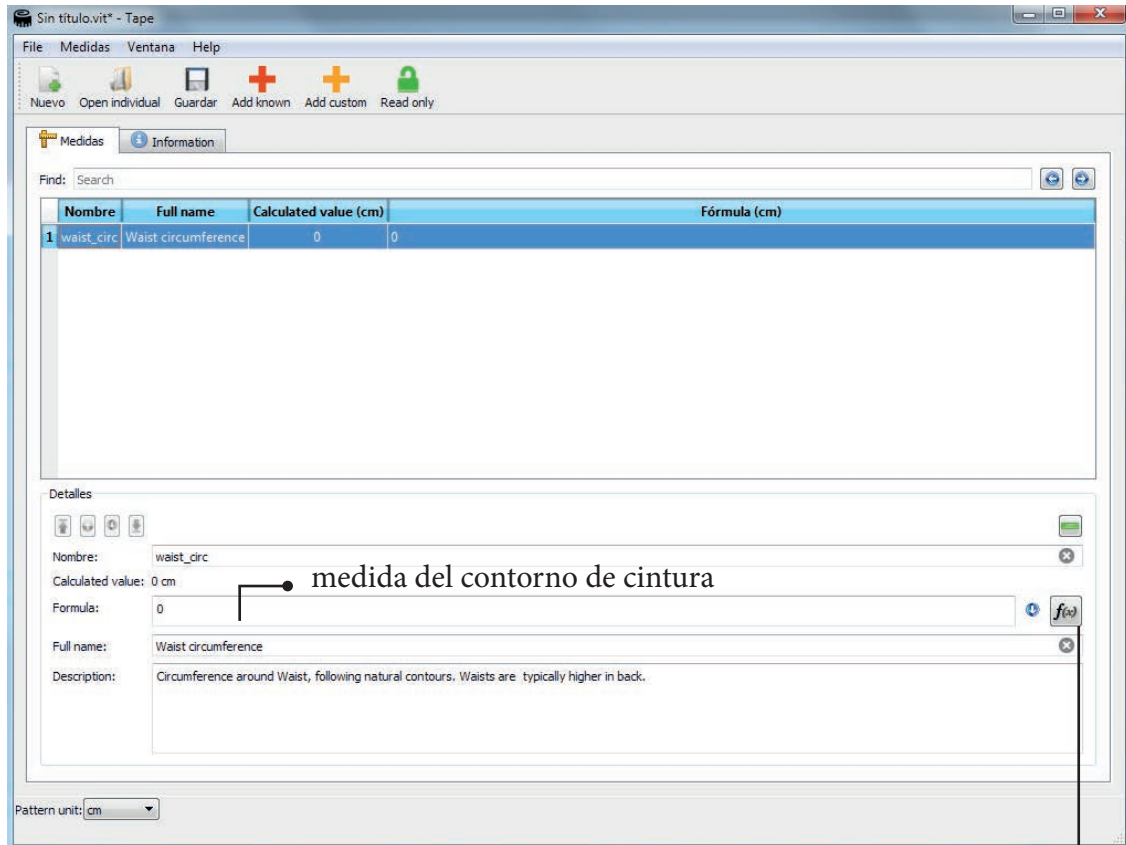 Sin título.vit* - Tape
File Medidas Ventana Help
Nuevo Open individual Guardar Add known Add custom Read only
Medidas Information
Find: Search
Nombre Full name Calculated value (cm) Fórmula (cm)
1 waist_circ Waist circumference 0 0
Detalles
Nombre: waist_circ
Calculated value: 0 cm
medida del contorno de cintura
Formula: 0
f(x)
Full name: Waist circumference
Description: Circumference around Waist, following natural contours. Waists are typically higher in back.
Pattern unit: cm